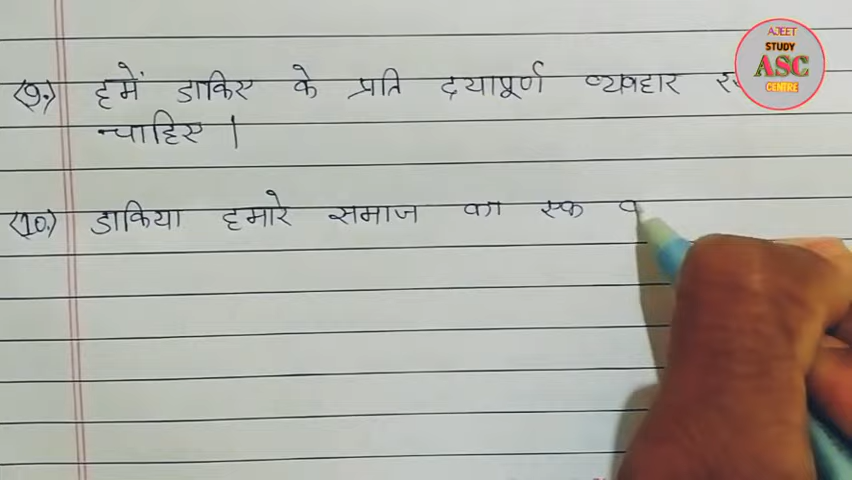 (9.) हमें डाकिए के प्रति दयापूर्ण व्यवहार
चाहिए।
(10.) डाकिया हमारे समाज का एक
AJEET
STUDY
ASC
CENTRE